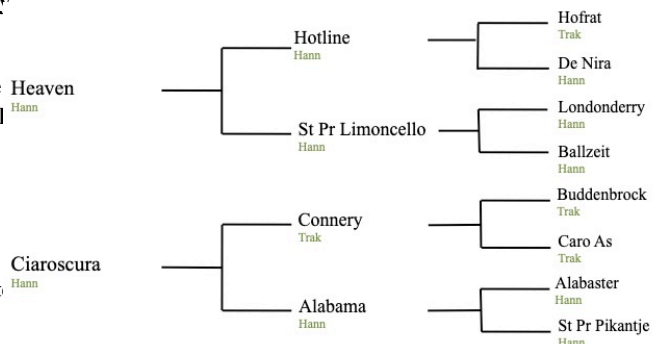 Hofrat
Trak
Hotline
Hann
De Nira
Hann
Heaven
Hann
Londonderry
Hann
St Pr Limoncello
Hann
Ballzeit
Hann
Buddenbrock
Trak
Connery
Trak
Caro As
Trak
Ciaroscura
Hann
Alabaster
Hann
Alabama
Hann
St Pr Pikantje
Hann